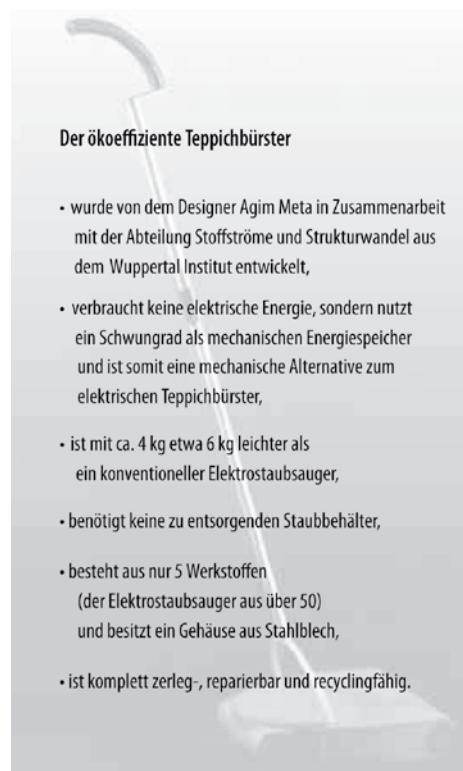 Der ökoeffiziente Teppichbürster
• wurde von dem Designer Agim Meta in Zusammenarbeit
mit der Abteilung Stoffströme und Strukturwandel aus
dem Wuppertal Institut entwickelt,
• verbraucht keine elektrische Energie, sondern nutzt
ein Schwungrad als mechanischen Energiespeicher
und ist somit eine mechanische Alternative zum
elektrischen Teppichbürster,
• ist mit ca. 4 kg etwa 6 kg leichter als
ein konventioneller Elektrostaubsauger,
• benötigt keine zu entsorgenden Staubbehälter,
• besteht aus nur 5 Werkstoffen
(der Elektrostaubsauger aus über 50)
und besitzt ein Gehäuse aus Stahlblech,
• ist komplett zerleg-, reparierbar und recyclingfähig.